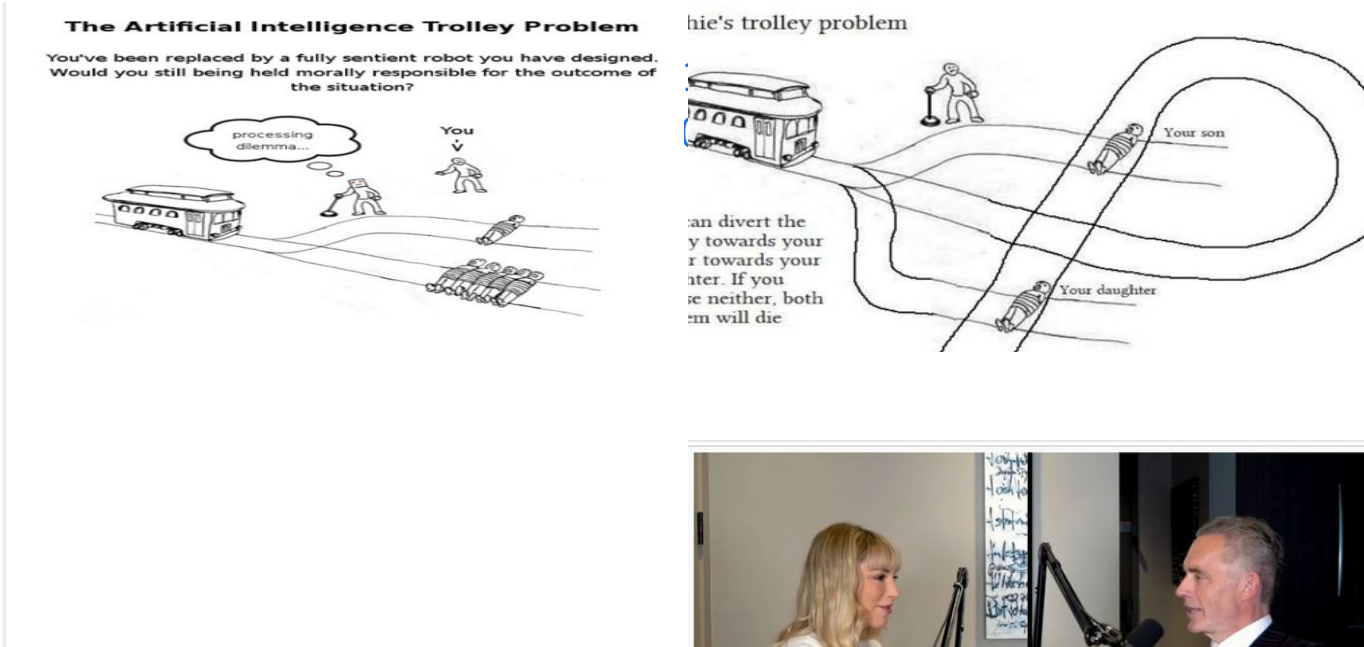 The Artificial Intelligence Trolley Problem
You've been replaced by a fully sentient robot you have designed.
Would you still being held morally responsible for the outcome of
the situation?
processing
dilemma...
You
hie's trolley problem
Your son
can divert the
y towards your
r towards your
hter. If you
se neither, both
em will die
Your daughter